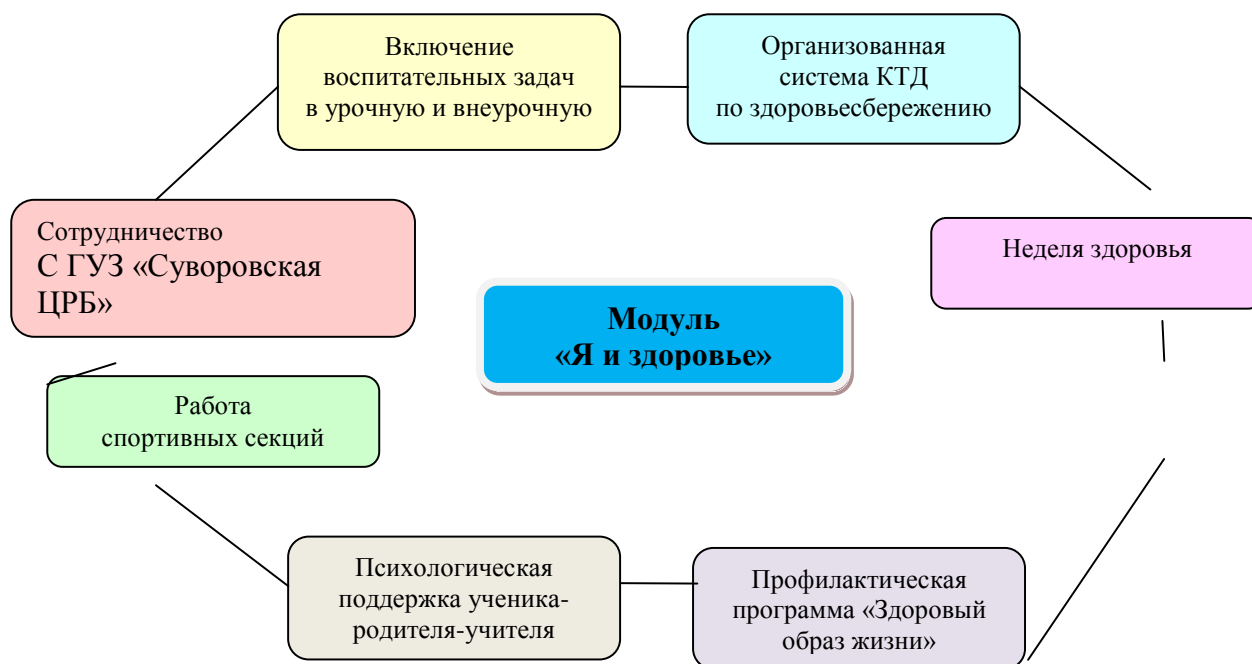 Включение
воспитательных задач
в урочную и внеурочную
Организованная
система КТД
по здоровьесбережению
Сотрудничество
С ГУЗ «Суворовская
ЦРБ»
Неделя здоровья
Модуль
«Я и здоровье»
Работа
спортивных секций
Психологическая
поддержка ученика-
родителя-учителя
Профилактическая
программа «Здоровый
образ жизни»